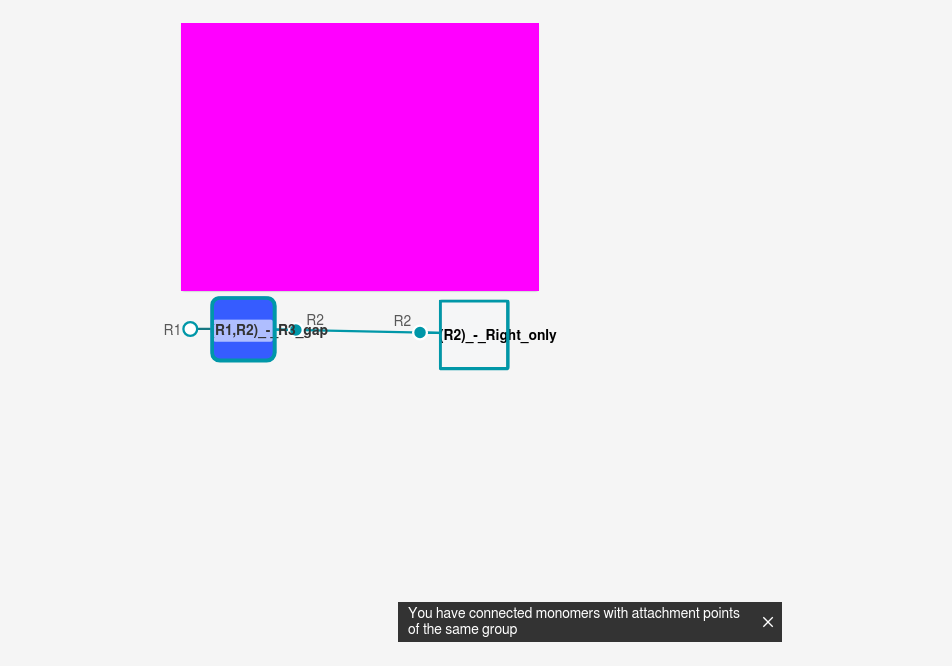 R1
R1,R2)_-_R3_gap
R2
R2
(R2)_-_Right_only
You have connected monomers with attachment points
of the same group